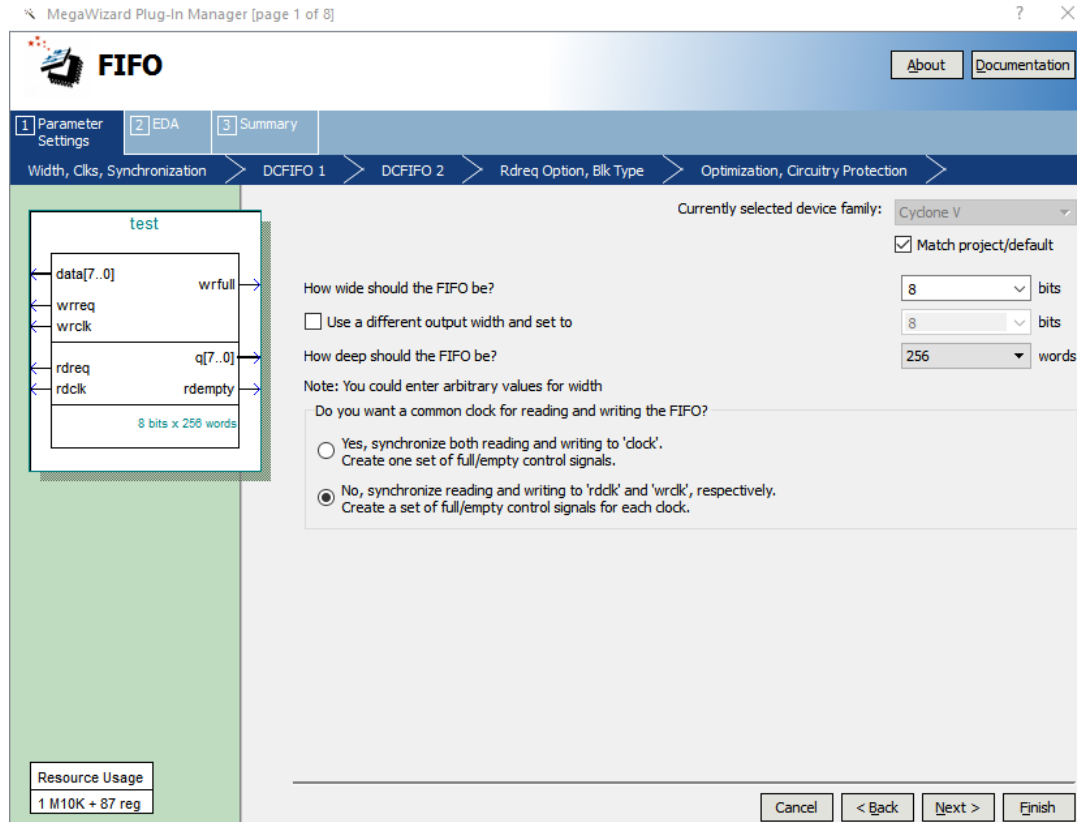 MegaWizard Plug-In Manager [page 1 of 8]
?
FIFO
About
Documentation
1 Parameter Settings
2 EDA
3 Summary
Width, Clks, Synchronization
DCFIFO 1
DCFIFO 2
Rdreq Option, Blk Type
Optimization, Circuitry Protection
test
data[7..0]
wrfull
wrreq
wrclk
q[7..0]
rdreq
rdclk
rdempty
8 bits x 256 words
Currently selected device family:
Cyclone V
Match project/default
How wide should the FIFO be?
8
bits
Use a different output width and set to
8
bits
How deep should the FIFO be?
256
words
Note: You could enter arbitrary values for width
Do you want a common clock for reading and writing the FIFO?
Yes, synchronize both reading and writing to 'clock'.
Create one set of full/empty control signals.
No, synchronize reading and writing to 'rdclk' and 'wrclk', respectively.
Create a set of full/empty control signals for each clock.
Resource Usage
1 M10K + 87 reg
Cancel
< Back
Next >
Finish